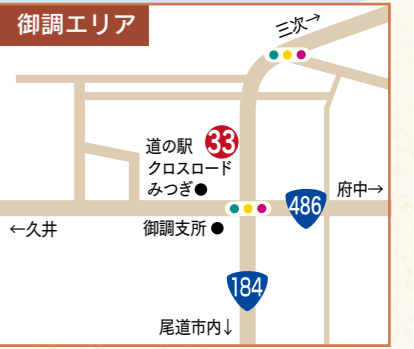 御調エリア
三次→
道の駅
クロスロード
みつぎ●
33
486
府中→
←久井
御調支所●
184
尾道市内↓